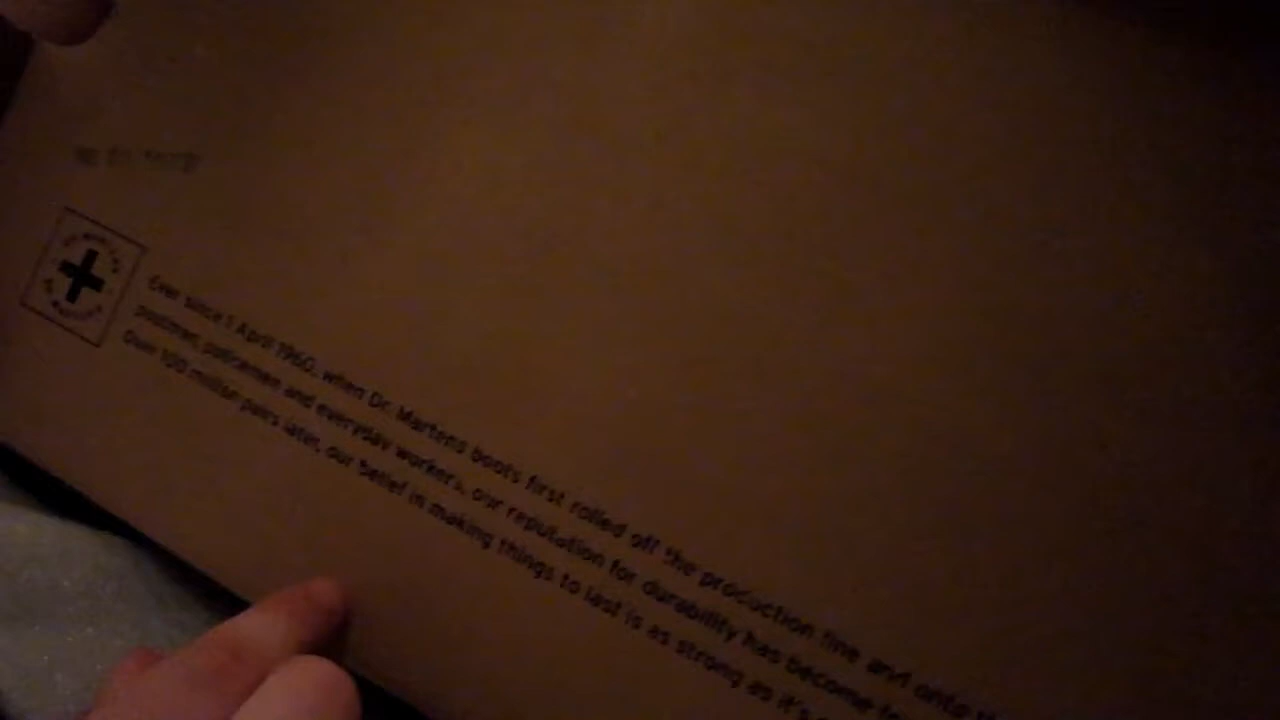 Ever since 1 April 1960, when Dr. Martens boots first rolled off the production line and onto
postmen, policemen and everyday workers, our reputation for durability has become
Over 100 million pairs later, our belief in making things to last is as strong as it's